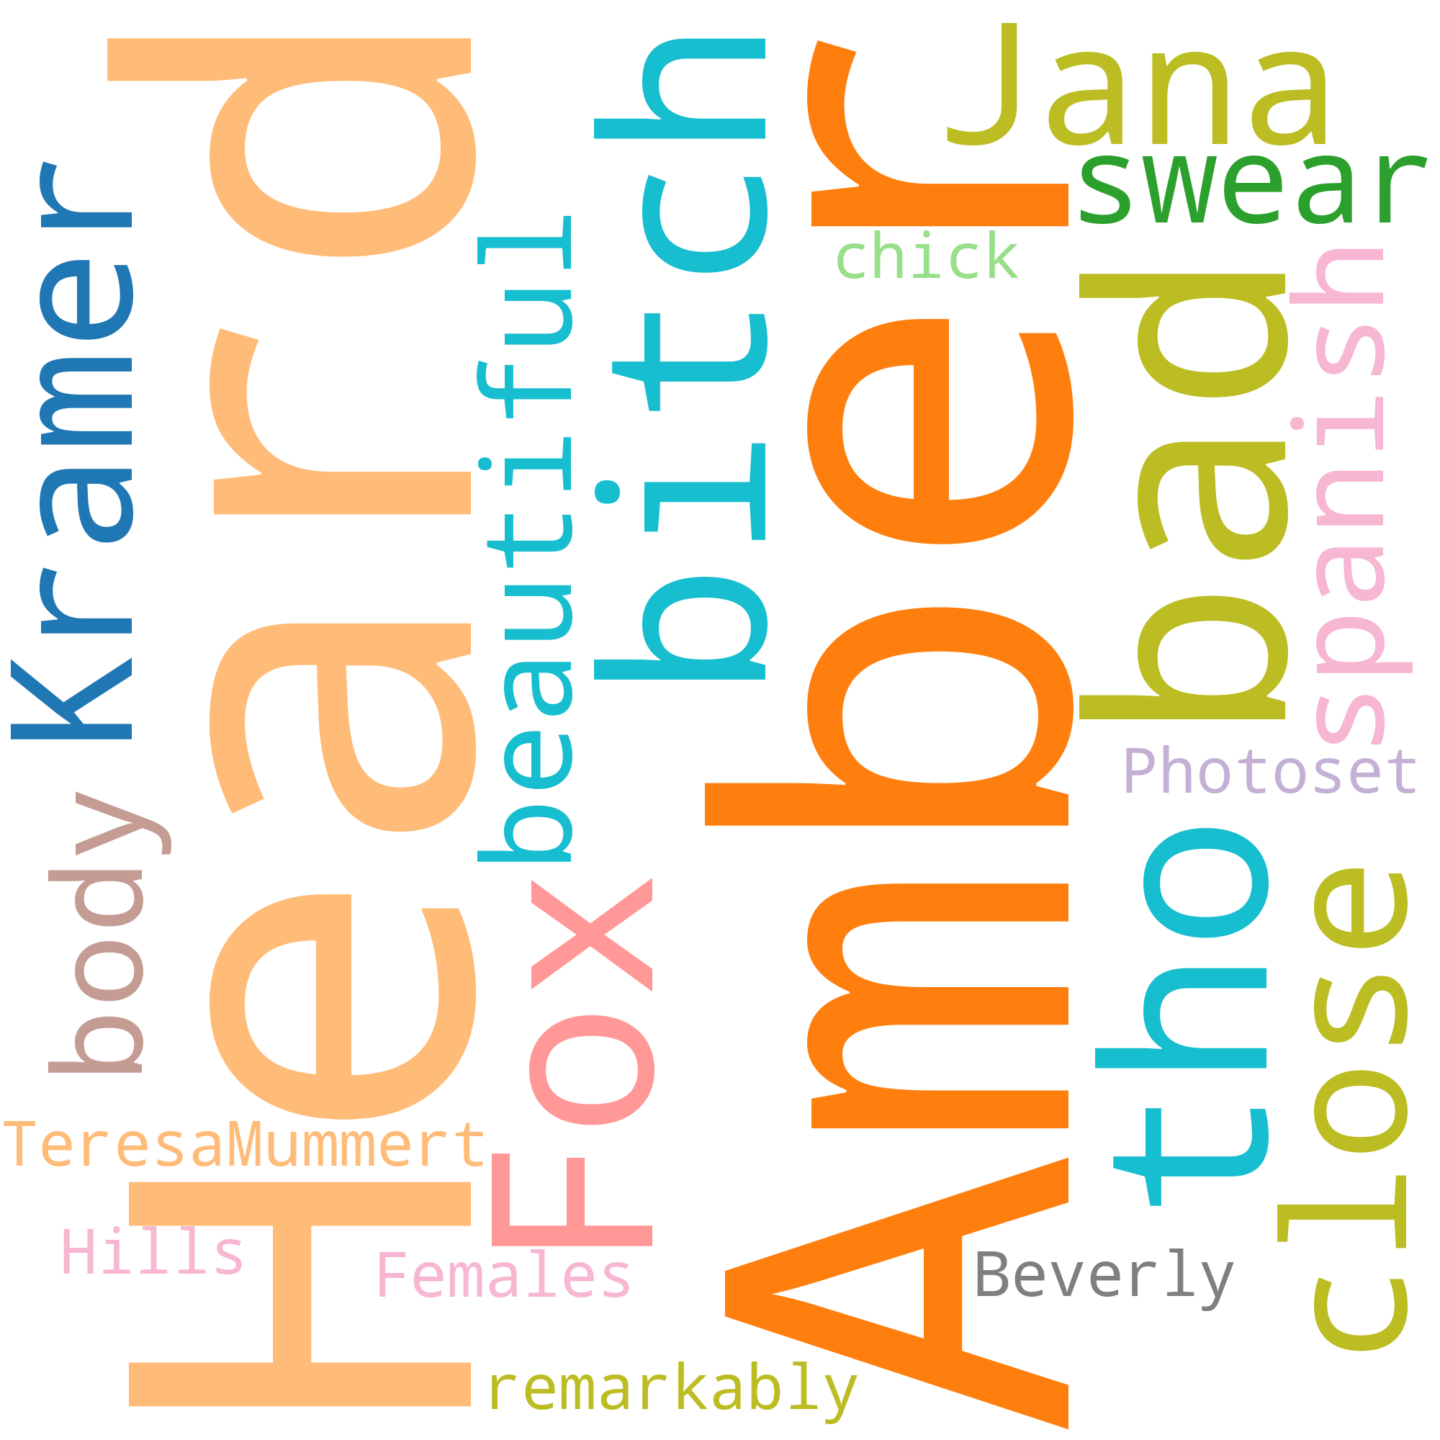 Kramer
Heard
beautiful
bitch
Amber
Jana
swear
chick
bad
spanish
body
Fox
Photoset
tho
close
TeresaMummert
Hills
Females
Beverly
remarkably